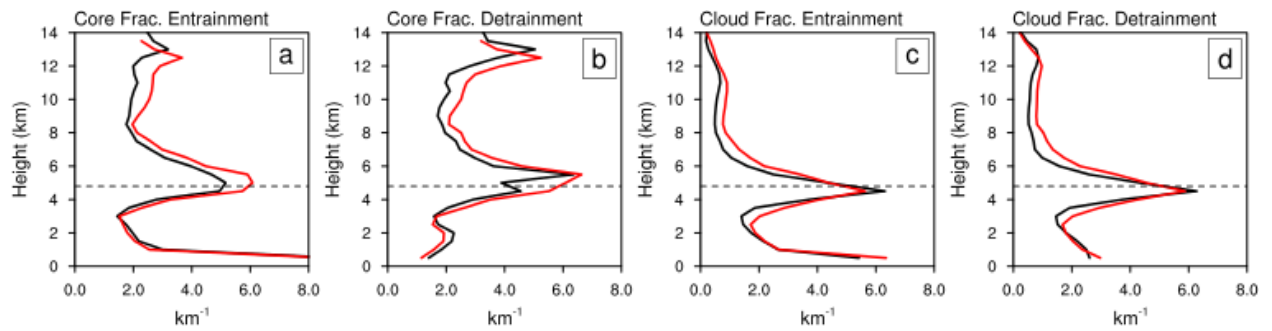 Core Frac. Entrainment
14
12
10
8
6
4
2
0
Height (km)
a
0.0 2.0 4.0 6.0 8.0
km⁻¹
Core Frac. Detrainment
14
12
10
8
6
4
2
0
Height (km)
b
0.0 2.0 4.0 6.0 8.0
km⁻¹
Cloud Frac. Entrainment
14
12
10
8
6
4
2
0
Height (km)
c
0.0 2.0 4.0 6.0 8.0
km⁻¹
Cloud Frac. Detrainment
14
12
10
8
6
4
2
0
Height (km)
d
0.0 2.0 4.0 6.0 8.0
km⁻¹